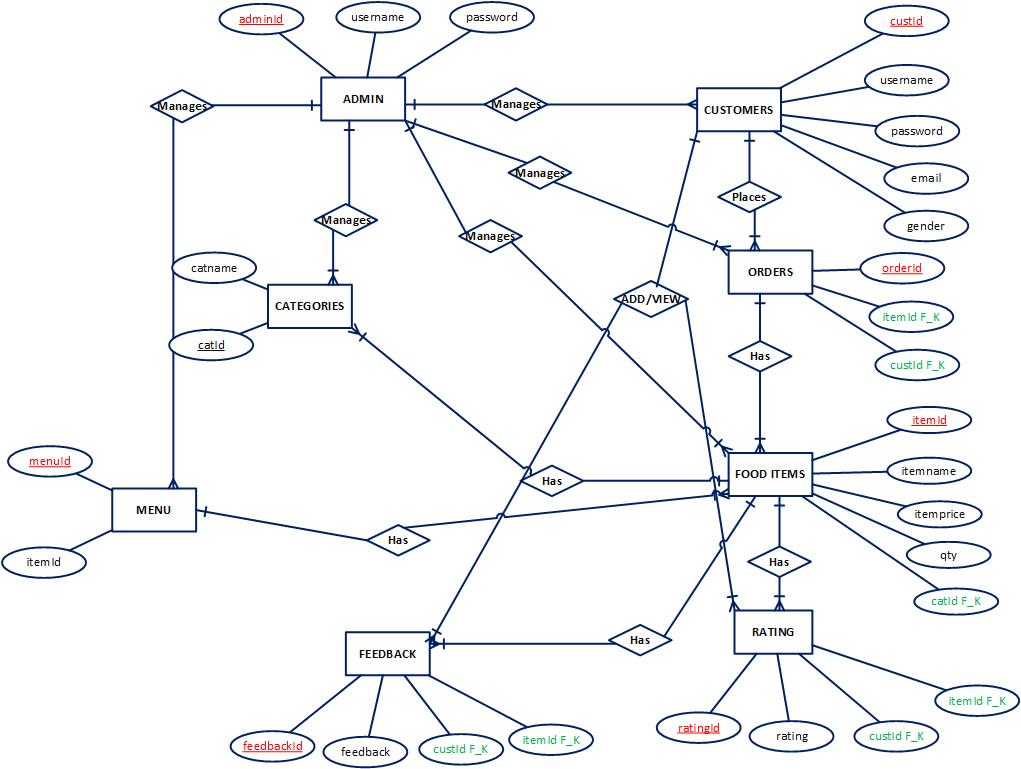 adminId
username
password
custId
username
password
email
gender
ADMIN
CUSTOMERS
Manages
Manages
Manages
Manages
Manages
Places
catname
CATEGORIES
catId
ADD/VIEW
ORDERS
orderId
itemId F_K
custId F_K
Has
itemId
itemname
itemprice
qty
catId F_K
FOOD ITEMS
menuId
MENU
itemId
Has
Has
Has
Has
FEEDBACK
RATING
feedbackId
feedback
custId F_K
itemId F_K
ratingId
rating
custId F_K
itemId F_K